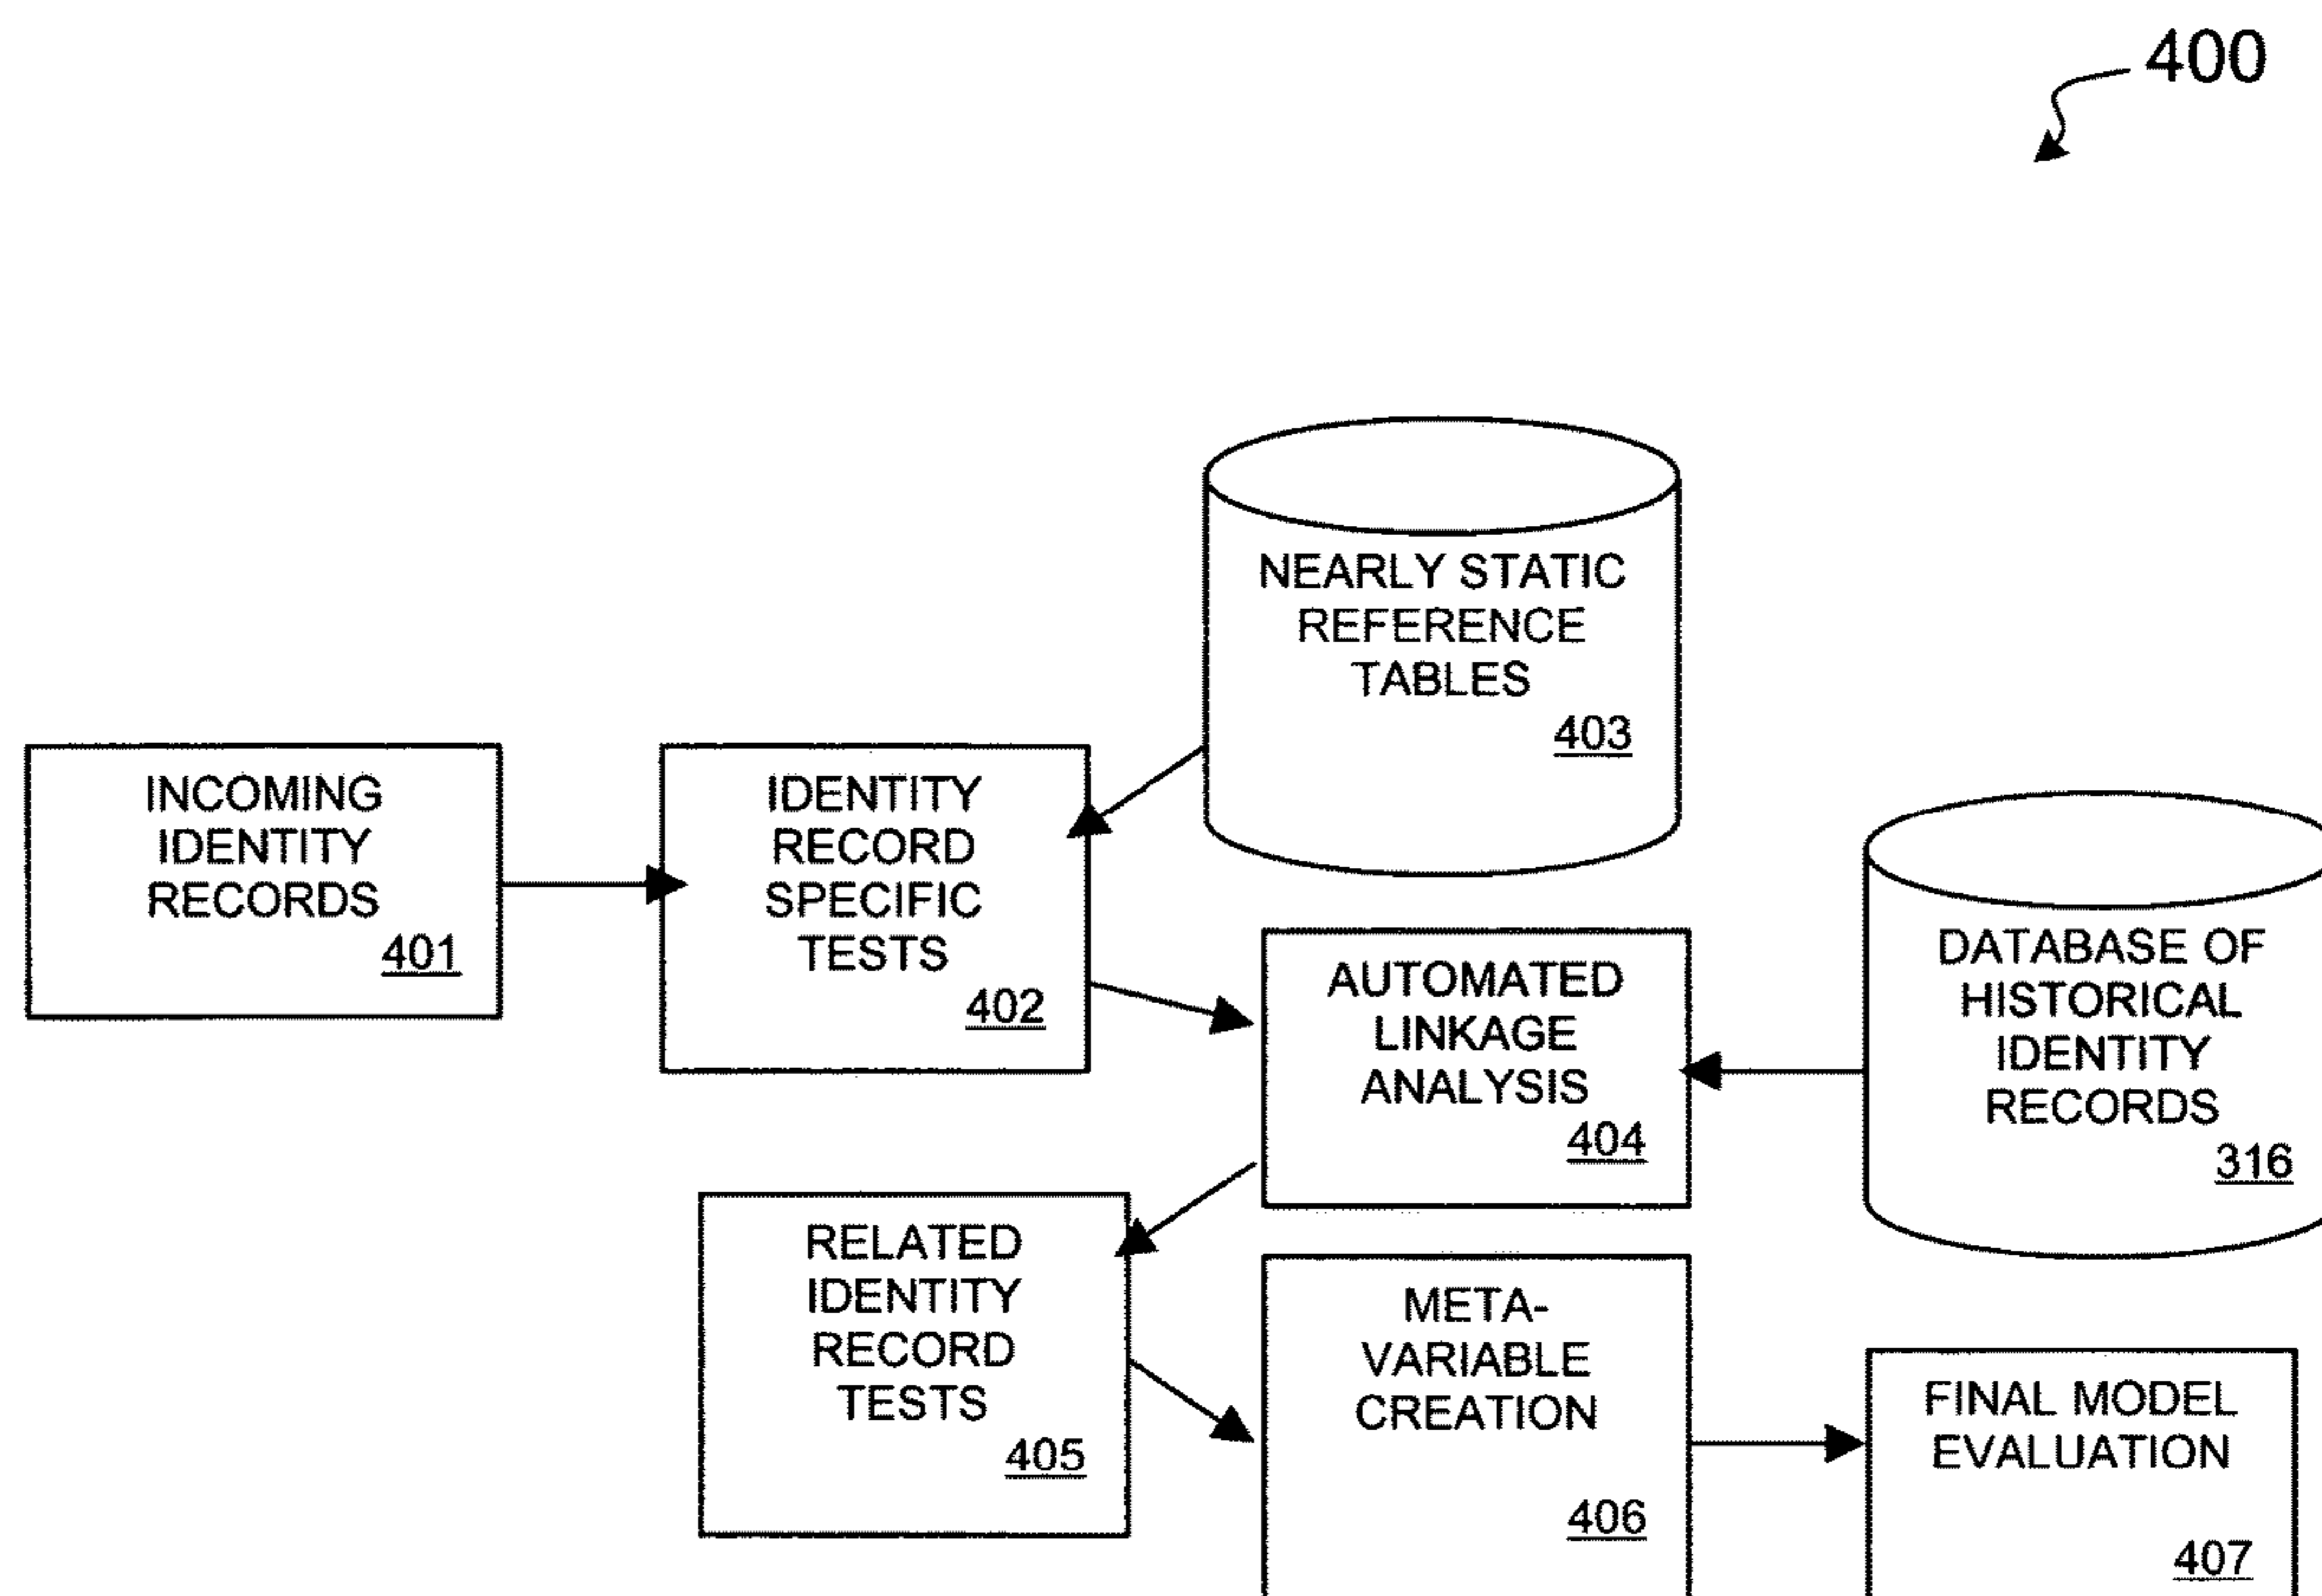 400
NEARLY STATIC
REFERENCE
TABLES
403
INCOMING
IDENTITY
RECORDS
401
IDENTITY
RECORD
SPECIFIC
TESTS
402
AUTOMATED
LINKAGE
ANALYSIS
404
DATABASE OF
HISTORICAL
IDENTITY
RECORDS
316
RELATED
IDENTITY
RECORD
TESTS
405
META-
VARIABLE
CREATION
406
FINAL MODEL
EVALUATION
407